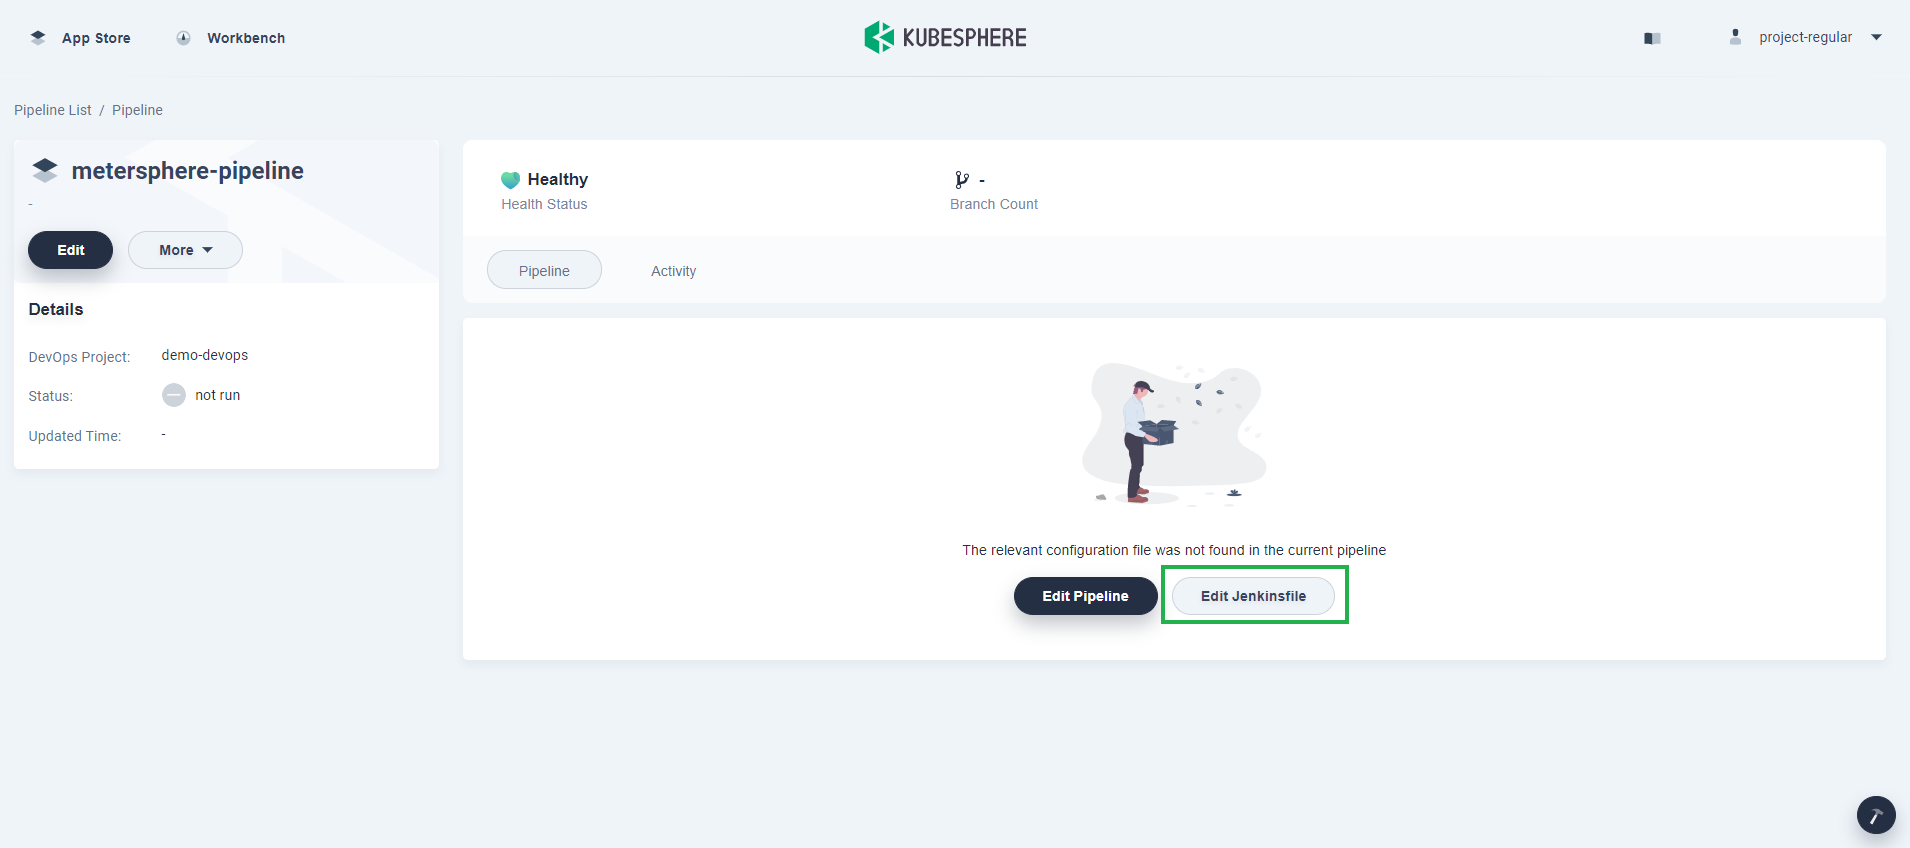 App Store
Workbench
KUBESPHERE
project-regular
Pipeline List / Pipeline
metersphere-pipeline
-
Edit
More
Details
DevOps Project: demo-devops
Status: not run
Updated Time: -
Healthy
Health Status
-
Branch Count
Pipeline
Activity
The relevant configuration file was not found in the current pipeline
Edit Pipeline
Edit Jenkinsfile